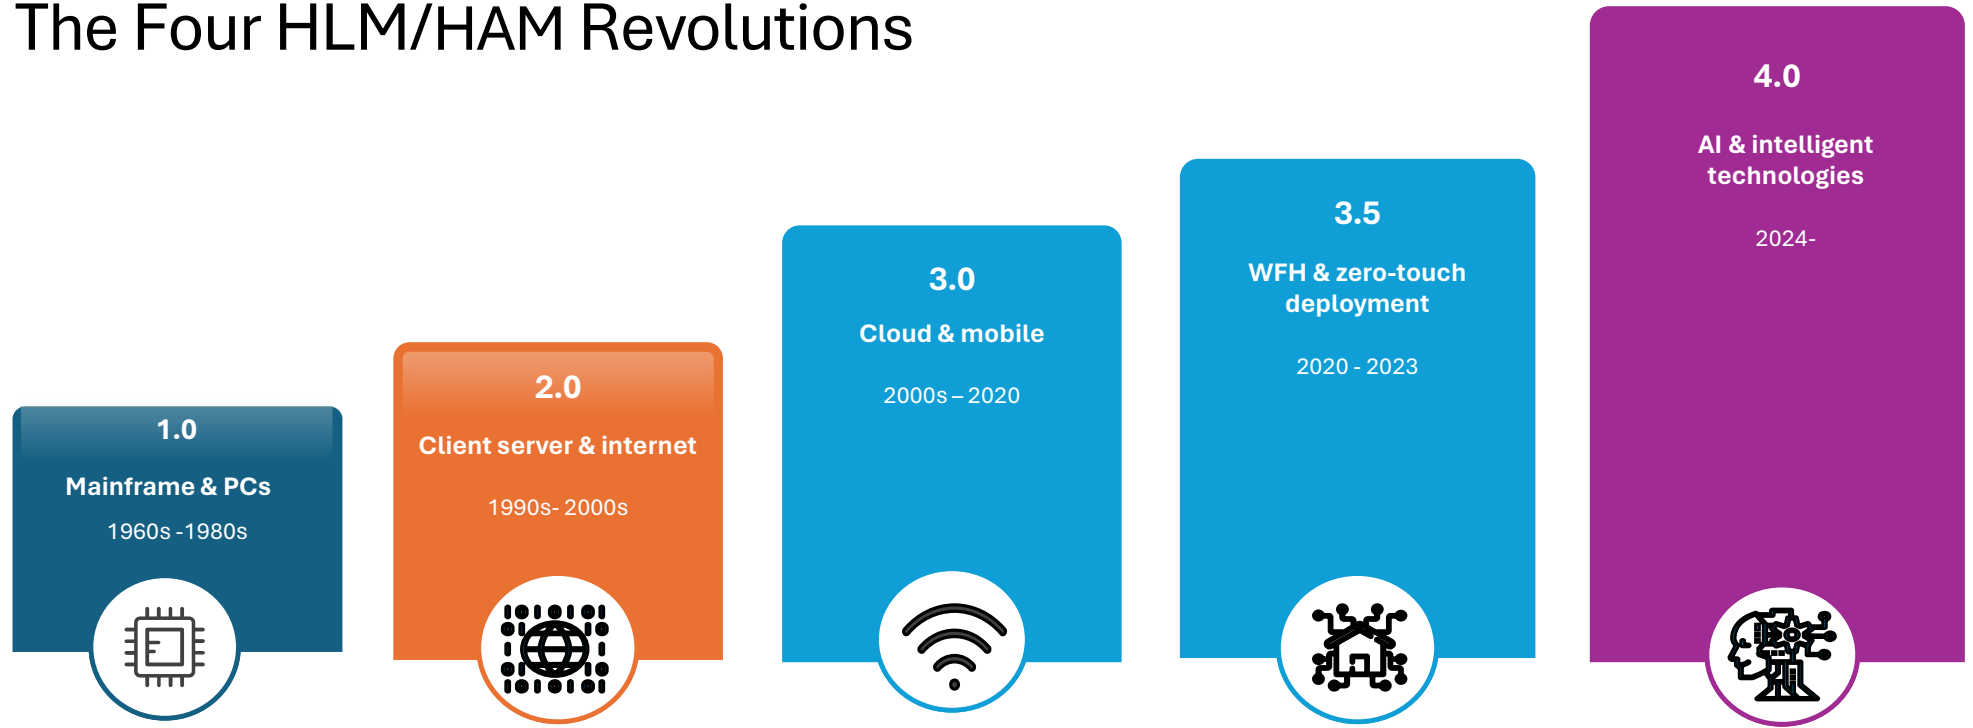 The Four HLM/HAM Revolutions
1.0
Mainframe & PCs
1960s -1980s
2.0
Client server & internet
1990s- 2000s
3.0
Cloud & mobile
2000s – 2020
3.5
WFH & zero-touch
deployment
2020 - 2023
4.0
AI & intelligent
technologies
2024-